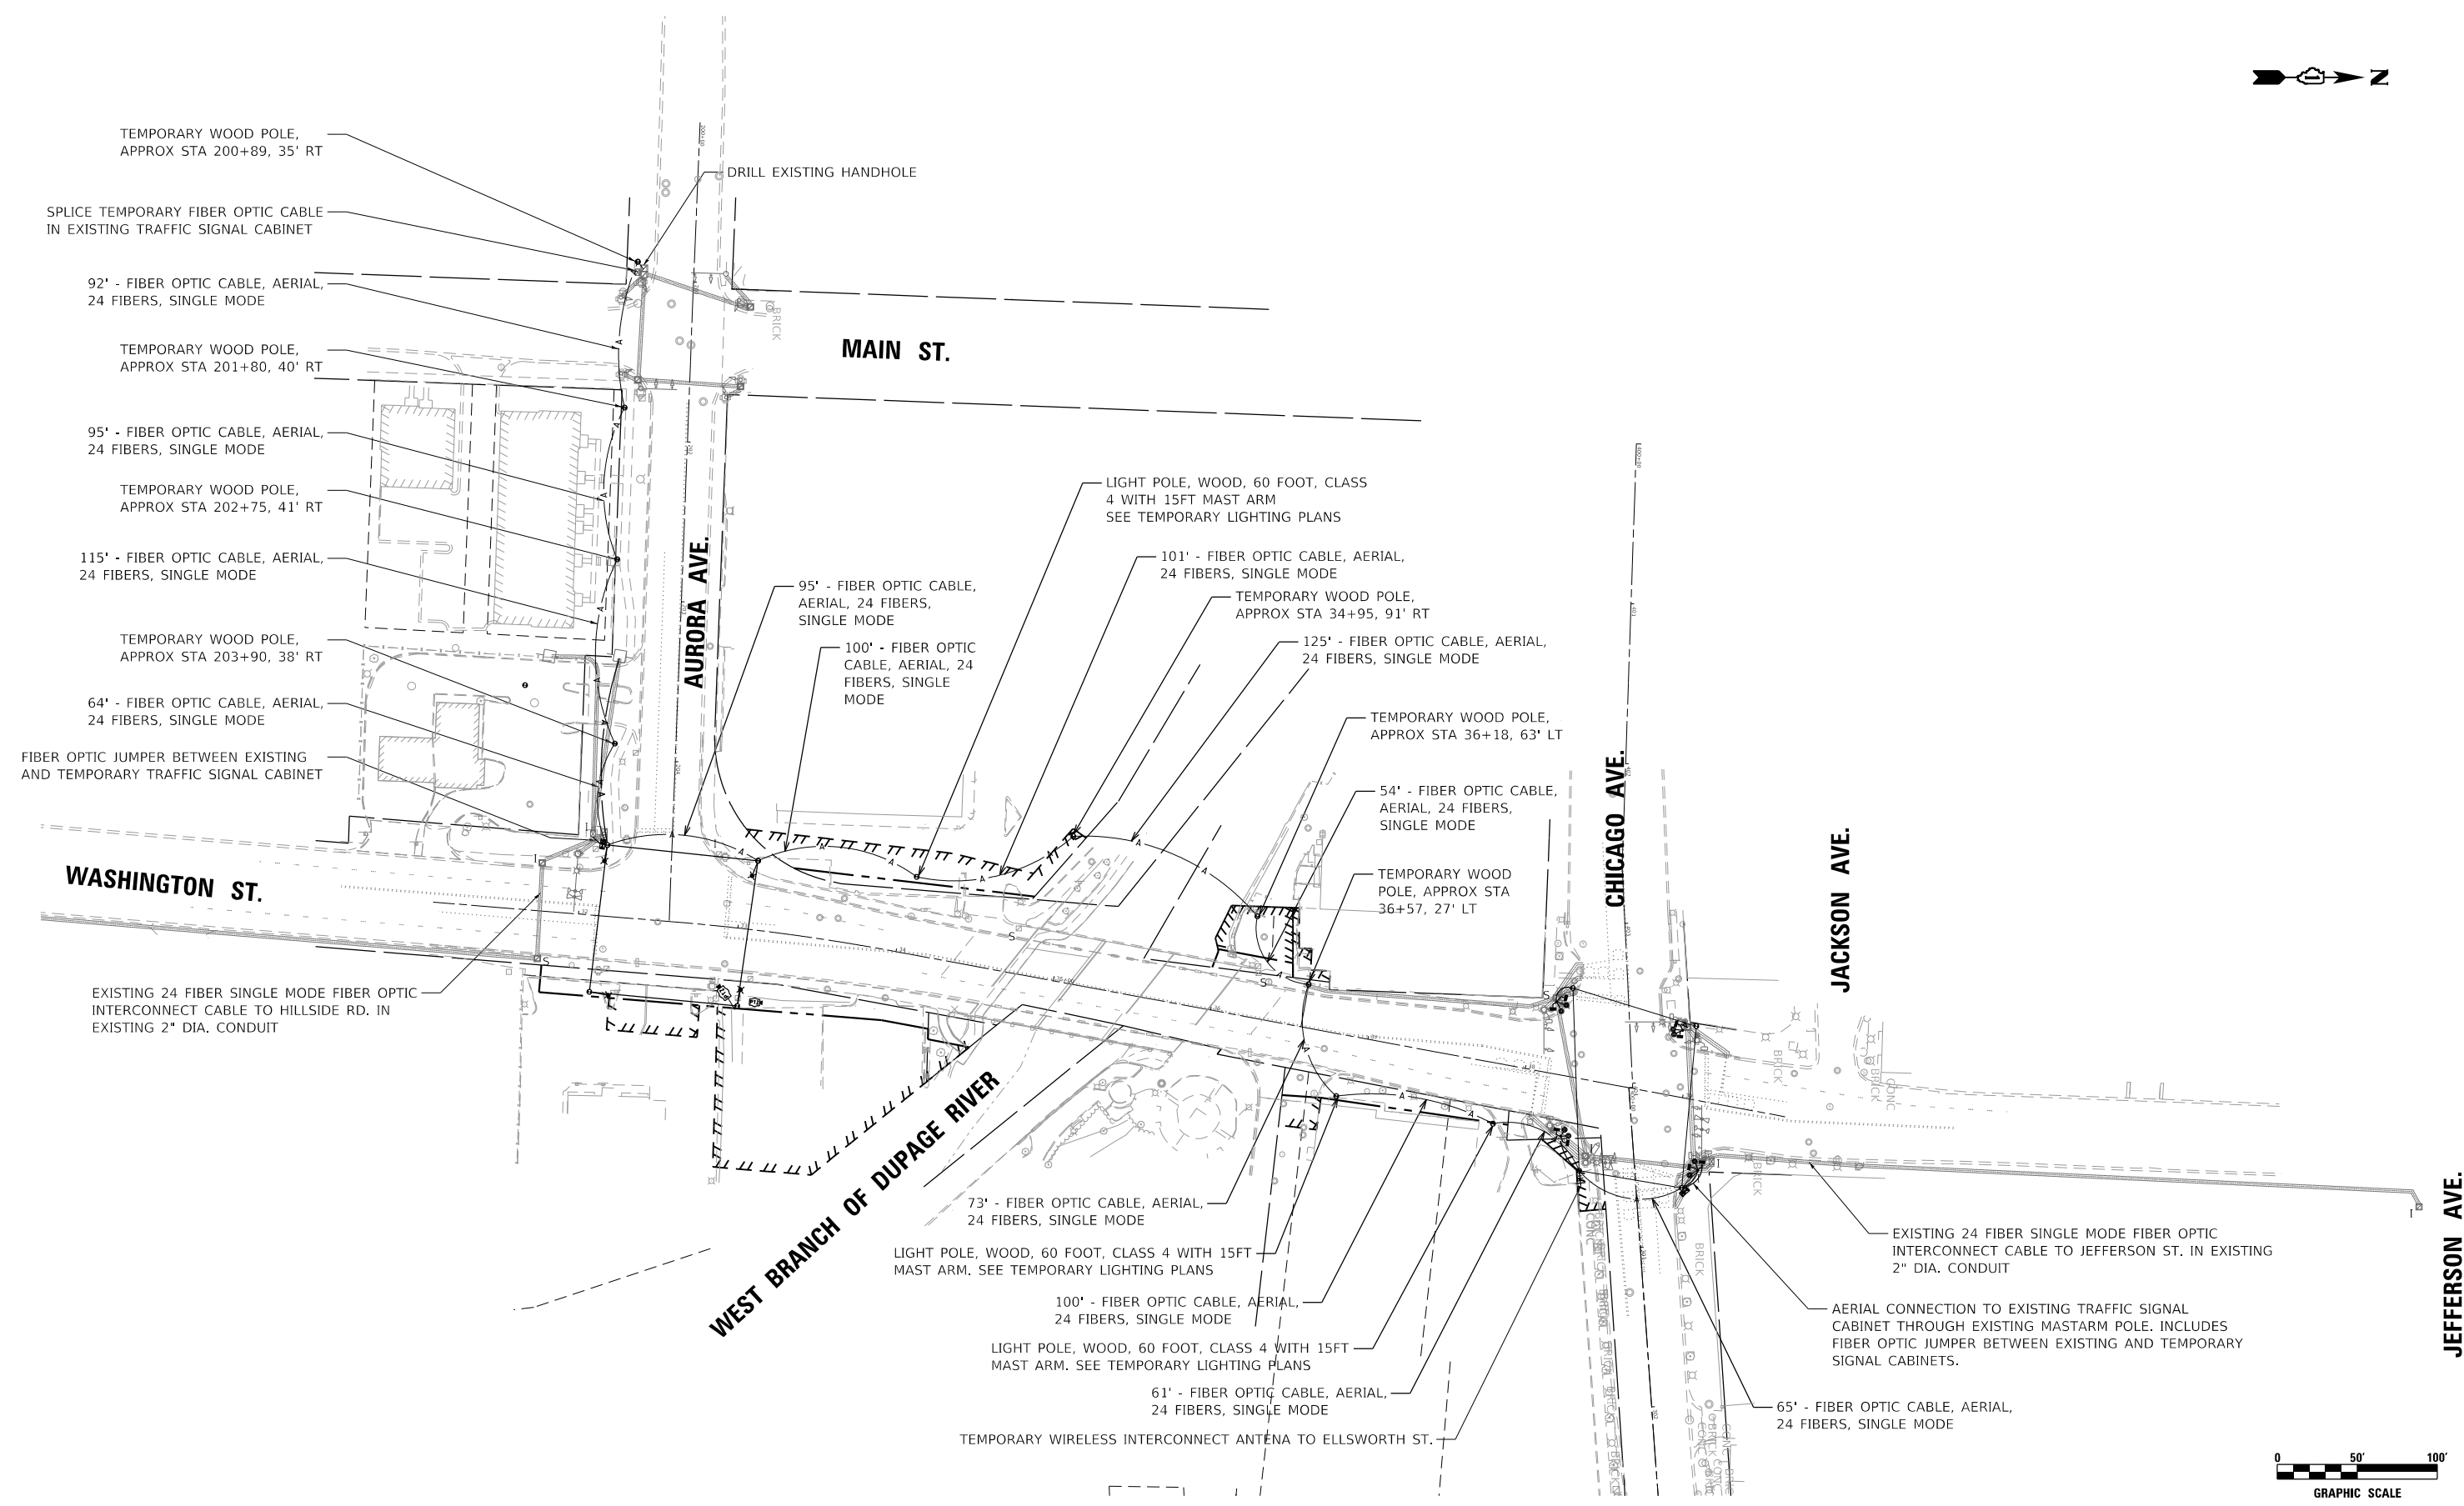 N
TEMPORARY WOOD POLE,
APPROX STA 200+89, 35' RT
DRILL EXISTING HANDHOLE
SPLICE TEMPORARY FIBER OPTIC CABLE
IN EXISTING TRAFFIC SIGNAL CABINET
92' - FIBER OPTIC CABLE, AERIAL,
24 FIBERS, SINGLE MODE
BRICK
MAIN ST.
TEMPORARY WOOD POLE,
APPROX STA 201+80, 40' RT
95' - FIBER OPTIC CABLE, AERIAL,
24 FIBERS, SINGLE MODE
TEMPORARY WOOD POLE,
APPROX STA 202+75, 41' RT
115' - FIBER OPTIC CABLE, AERIAL,
24 FIBERS, SINGLE MODE
TEMPORARY WOOD POLE,
APPROX STA 203+90, 38' RT
64' - FIBER OPTIC CABLE, AERIAL,
24 FIBERS, SINGLE MODE
FIBER OPTIC JUMPER BETWEEN EXISTING
AND TEMPORARY TRAFFIC SIGNAL CABINET
AURORA AVE.
LIGHT POLE, WOOD, 60 FOOT, CLASS
4 WITH 15FT MAST ARM
SEE TEMPORARY LIGHTING PLANS
101' - FIBER OPTIC CABLE, AERIAL,
24 FIBERS, SINGLE MODE
95' - FIBER OPTIC CABLE,
AERIAL, 24 FIBERS,
SINGLE MODE
TEMPORARY WOOD POLE,
APPROX STA 34+95, 91' RT
100' - FIBER OPTIC
CABLE, AERIAL, 24
FIBERS, SINGLE
MODE
125' - FIBER OPTIC CABLE, AERIAL,
24 FIBERS, SINGLE MODE
TEMPORARY WOOD POLE,
APPROX STA 36+18, 63' LT
54' - FIBER OPTIC CABLE,
AERIAL, 24 FIBERS,
SINGLE MODE
TEMPORARY WOOD
POLE, APPROX STA
36+57, 27' LT
CHICAGO AVE.
JACKSON AVE.
WASHINGTON ST.
EXISTING 24 FIBER SINGLE MODE FIBER OPTIC
INTERCONNECT CABLE TO HILLSIDE RD. IN
EXISTING 2" DIA. CONDUIT
WEST BRANCH OF DUPAGE RIVER
BRICK
BRICK
CONC
BRICK
BRICK
73' - FIBER OPTIC CABLE, AERIAL,
24 FIBERS, SINGLE MODE
LIGHT POLE, WOOD, 60 FOOT, CLASS 4 WITH 15FT
MAST ARM. SEE TEMPORARY LIGHTING PLANS
100' - FIBER OPTIC CABLE, AERIAL,
24 FIBERS, SINGLE MODE
LIGHT POLE, WOOD, 60 FOOT, CLASS 4 WITH 15FT
MAST ARM. SEE TEMPORARY LIGHTING PLANS
61' - FIBER OPTIC CABLE, AERIAL,
24 FIBERS, SINGLE MODE
TEMPORARY WIRELESS INTERCONNECT ANTENA TO ELLSWORTH ST.
EXISTING 24 FIBER SINGLE MODE FIBER OPTIC
INTERCONNECT CABLE TO JEFFERSON ST. IN EXISTING
2" DIA. CONDUIT
AERIAL CONNECTION TO EXISTING TRAFFIC SIGNAL
CABINET THROUGH EXISTING MASTARM POLE. INCLUDES
FIBER OPTIC JUMPER BETWEEN EXISTING AND TEMPORARY
SIGNAL CABINETS.
65' - FIBER OPTIC CABLE, AERIAL,
24 FIBERS, SINGLE MODE
JEFFERSON AVE.
0 50' 100'
GRAPHIC SCALE